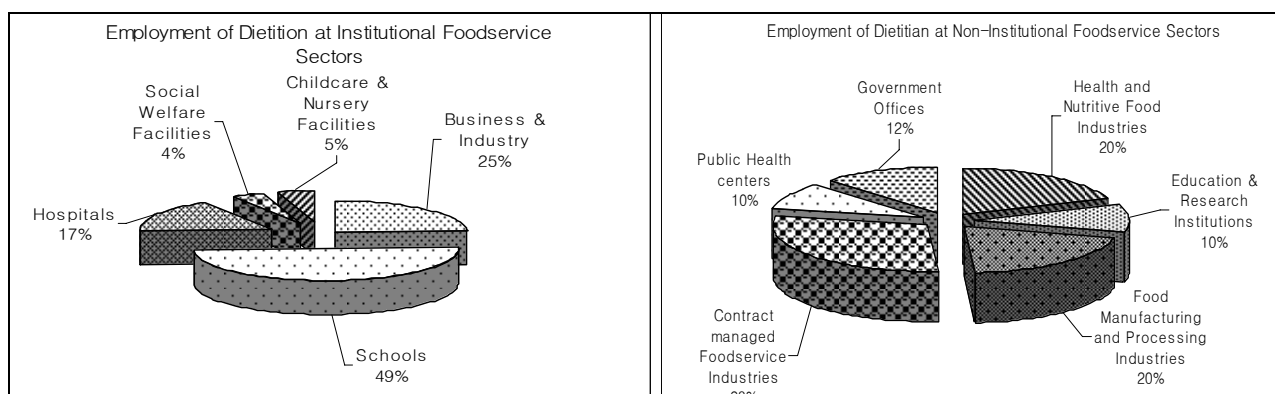 Employment of Dietition at Institutional Foodservice
Sectors
Social
Welfare
Facilities
4%
Childcare &
Nursery
Facilities
5%
Business &
Industry
25%
Hospitals
17%
Schools
49%
Employment of Dietitian at Non-Institutional Foodservice Sectors
Government
Offices
12%
Health and
Nutritive Food
Industries
20%
Public Health
centers
10%
Education &
Research
Institutions
10%
Contract
managed
Foodservice
Industries
Food
Manufacturing
and Processing
Industries
20%